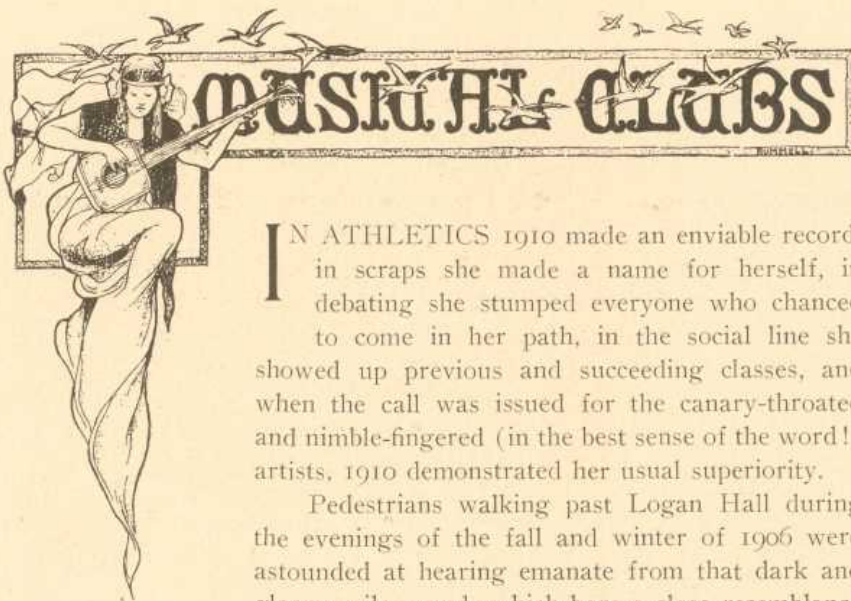 MUSICAL CLUBS
RUMMELL
IN ATHLETICS 1910 made an enviable record
in scraps she made a name for herself, i
debating she stumped everyone who chance
to come in her path, in the social line sh
showed up previous and succeeding classes, an
when the call was issued for the canary-throate
and nimble-fingered (in the best sense of the word!
artists, 1910 demonstrated her usual superiority.
Pedestrians walking past Logan Hall during
the evenings of the fall and winter of 1906 wer
astounded at hearing emanate from that dark an